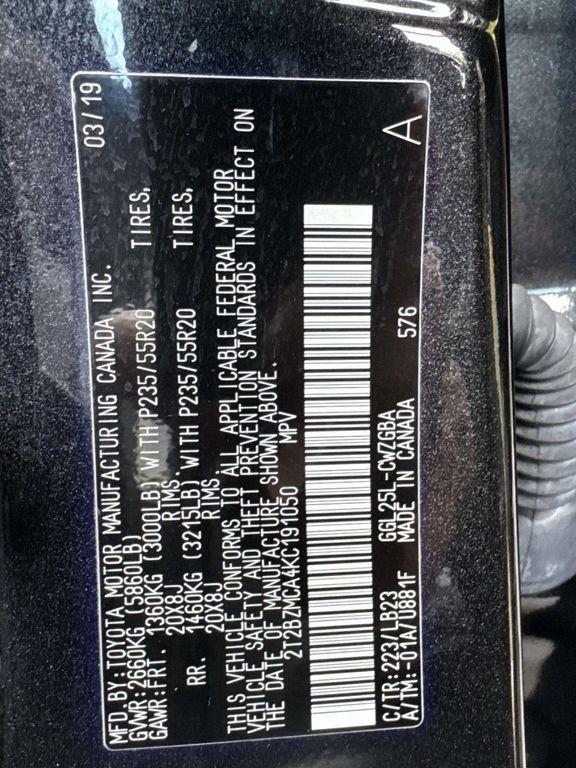 MFD.BY:TOYOTA MOTOR MANUFACTURING CANADA INC. 03/19
GVWR:2660KG (5860LB)
GAWR:FRT. 1360KG (3000LB) WITH P235/55R20 TIRES,
20X8J RIMS.
RR. 1460KG (3215LB) WITH P235/55R20 TIRES,
20X8J RIMS.
THIS VEHICLE CONFORMS TO ALL APPLICABLE FEDERAL MOTOR
VEHICLE SAFETY AND THEFT PREVENTION STANDARDS IN EFFECT ON
THE DATE OF MANUFACTURE SHOWN ABOVE.
2T2BZMCA4KC191050 MPV
C/TR:223/LB23 GGL25L-CWZGBA A
A/TM:-01A/U881F MADE IN CANADA 576